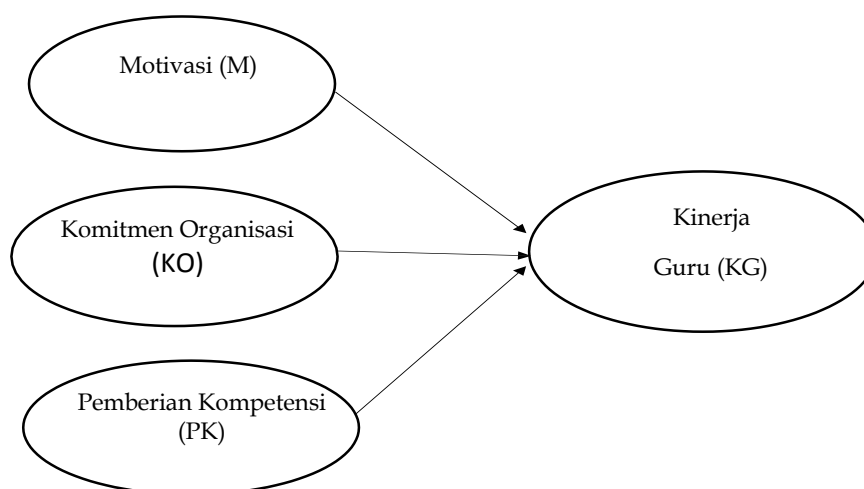 Motivasi (M)
Komitmen Organisasi
(KO)
Kinerja
Guru (KG)
Pemberian Kompetensi
(PK)